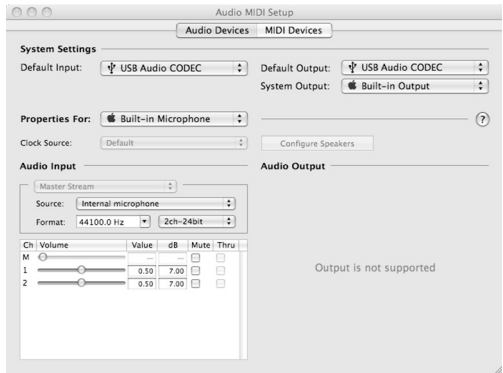 Audio MIDI Setup
Audio Devices MIDI Devices
System Settings
Default Input: USB Audio CODEC
Default Output: USB Audio CODEC
System Output: Built-in Output
Properties For: Built-in Microphone
?
Clock Source: Default
Configure Speakers
Audio Input
Audio Output
Master Stream
Source: Internal microphone
Format: 44100.0 Hz 2ch-24bit
Ch Volume Value dB Mute Thru
M — —
1 0.50 7.00
2 0.50 7.00
Output is not supported